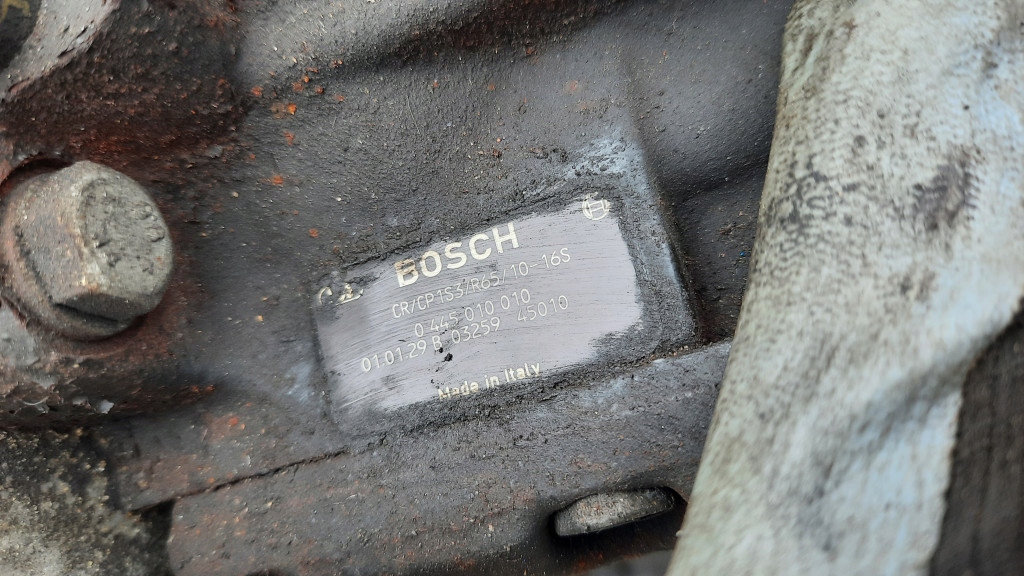 BOSCH
CR/CP1S3/R65/10-16S
0 445 010 010
01.01.29 B 03259 45010
Made in Italy